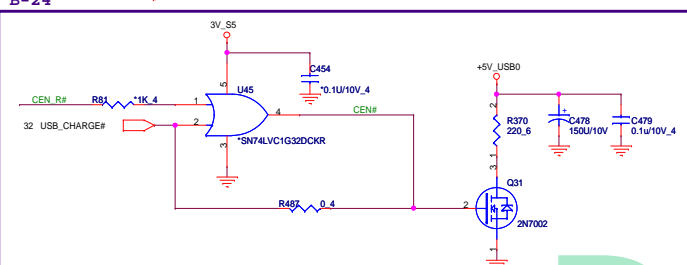 B-24
3V_S5
C454
*0.1U/10V_4
+5V_USB0
CEN_R#
R81
*1K_4
1
5
U45
4
CEN#
32 USB_CHARGE#
2
3
*SN74LVC1G32DCKR
2
R370
220_6
1
+
C478
150U/10V
C479
0.1u/10V_4
3
Q31
R487
0_4
2
2N7002
1